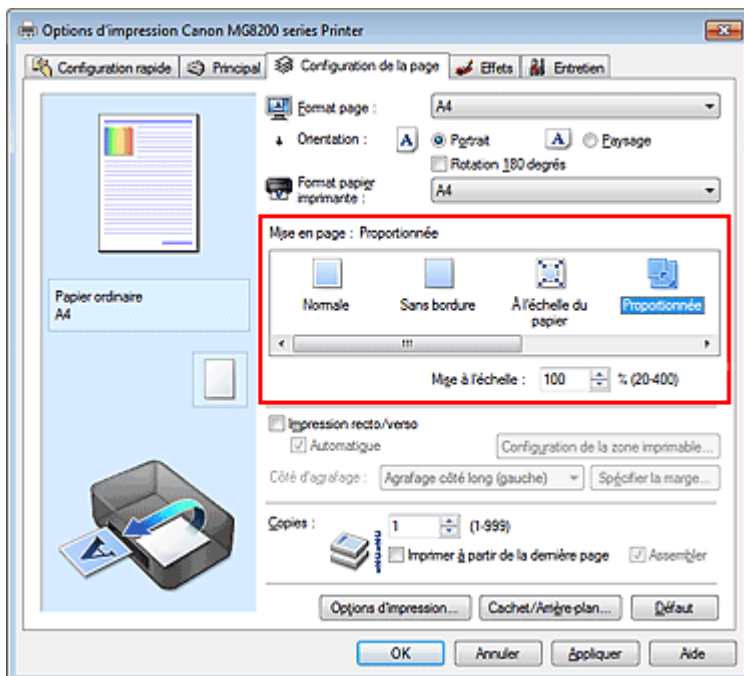 Options d'impression Canon MG8200 series Printer
Configuration rapide Principal Configuration de la page Effets Entretien
Format page : A4
Orientation : A Portrait A Paysage
Rotation 180 degrés
Format papier imprimante : A4
Mise en page : Proportionnée
Normale Sans bordure À l'échelle du papier Proportionnée
Mise à l'échelle : 100 % (20-400)
Papier ordinaire
A4
Impression recto/verso
Automatique Configuration de la zone imprimable...
Côté d'agrafage : Agrafage côté long (gauche) Spécifier la marge...
Copies : 1 (1-999)
Imprimer à partir de la dernière page Assembler
Options d'impression... Cachet/Arrière-plan... Défaut
OK Annuler Appliquer Aide